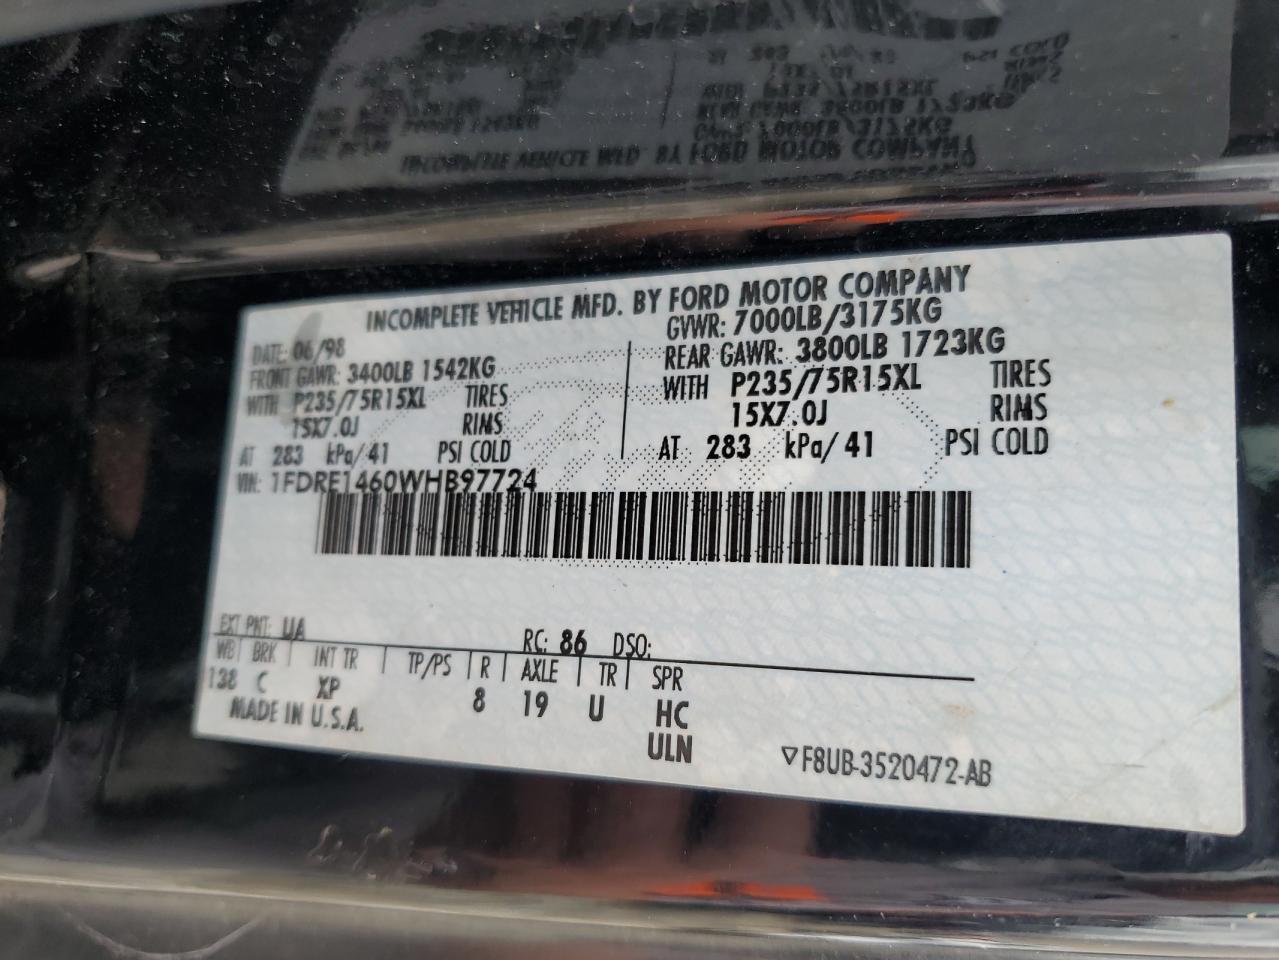 INCOMPLETE VEHICLE MFD. BY FORD MOTOR COMPANY
DATE: 06/98 GVWR: 7000LB/3175KG
FRONT GAWR: 3400LB 1542KG REAR GAWR: 3800LB 1723KG
WITH P235/75R15XL TIRES WITH P235/75R15XL TIRES
15X7.0J RIMS 15X7.0J RIMS
AT 283 kPa/41 PSI COLD AT 283 kPa/41 PSI COLD
VIN: 1FDRE1460WHB97724
EXT PNT: UA RC: 86 DSO:
WB BRK INT TR TP/PS R AXLE TR SPR
138 C XP 8 19 U HC
MADE IN U.S.A. ULN
F8UB-3520472-AB